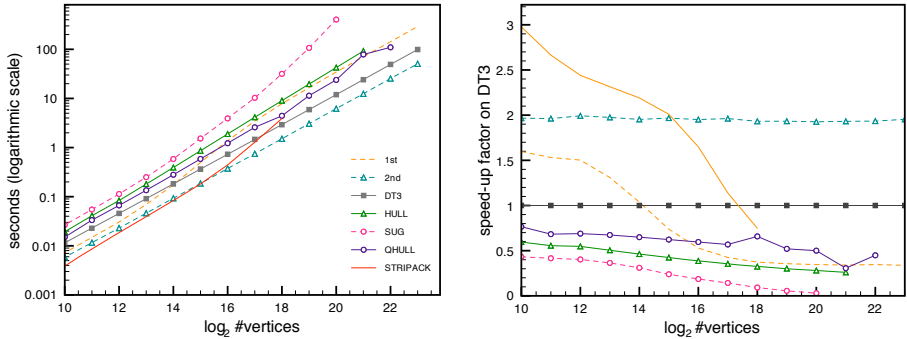 seconds (logarithmic scale)
100
10
1
0.1
0.01
0.001
10 12 14 16 18 20 22
log2 #vertices
1st
2nd
DT3
HULL
SUG
QHULL
STRIPACK
speed-up factor on DT3
3
2.5
2
1.5
1
0.5
0
10 12 14 16 18 20 22
log2 #vertices